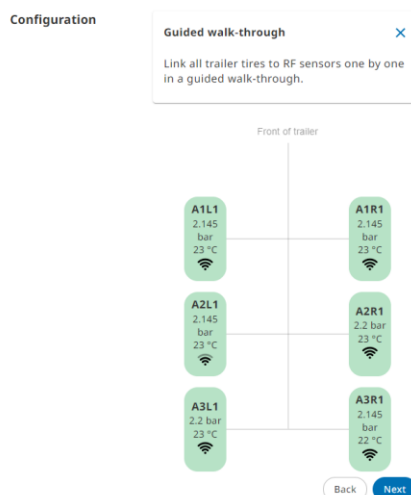 Configuration
Guided walk-through
Link all trailer tires to RF sensors one by one
in a guided walk-through.
Front of trailer
A1L1
2.145
bar
23 °C
A1R1
2.145
bar
23 °C
A2L1
2.145
bar
23 °C
A2R1
2.2 bar
23 °C
A3L1
2.2 bar
23 °C
A3R1
2.145
bar
22 °C
Back
Next